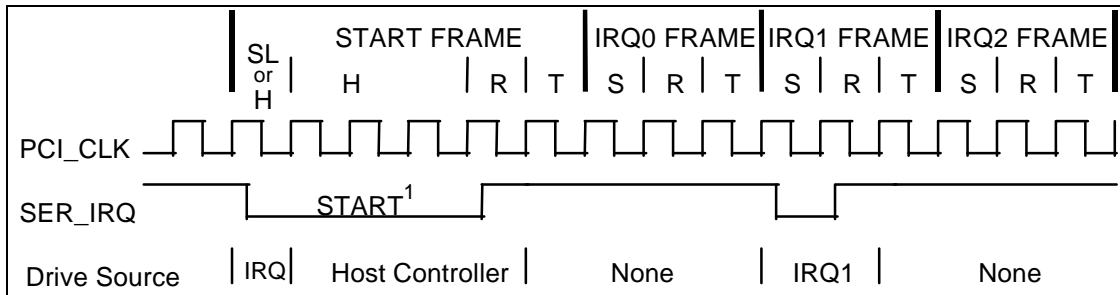 START FRAME IRQ0 FRAME IRQ1 FRAME IRQ2 FRAME
SL
or
H
H R T S R T S R T S R T
PCI_CLK
SER_IRQ START1
Drive Source IRQ Host Controller None IRQ1 None